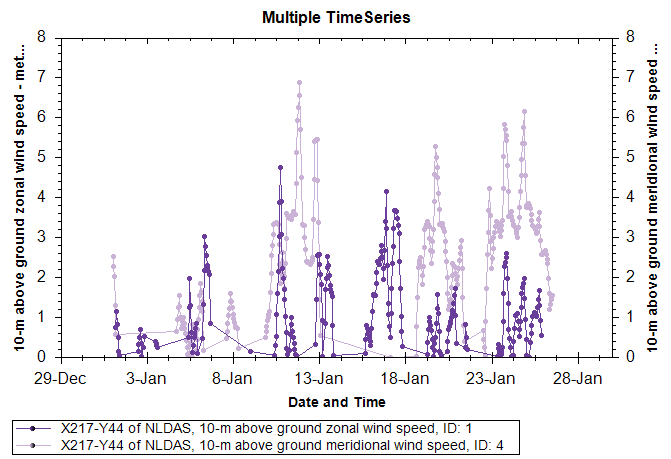 Multiple TimeSeries
10-m above ground zonal wind speed - met...
8
7
6
5
4
3
2
1
0
8
7
6
5
4
3
2
1
0
10-m above ground meridional wind speed ...
29-Dec 3-Jan 8-Jan 13-Jan 18-Jan 23-Jan 28-Jan
Date and Time
X217-Y44 of NLDAS, 10-m above ground zonal wind speed, ID: 1
X217-Y44 of NLDAS, 10-m above ground meridional wind speed, ID: 4